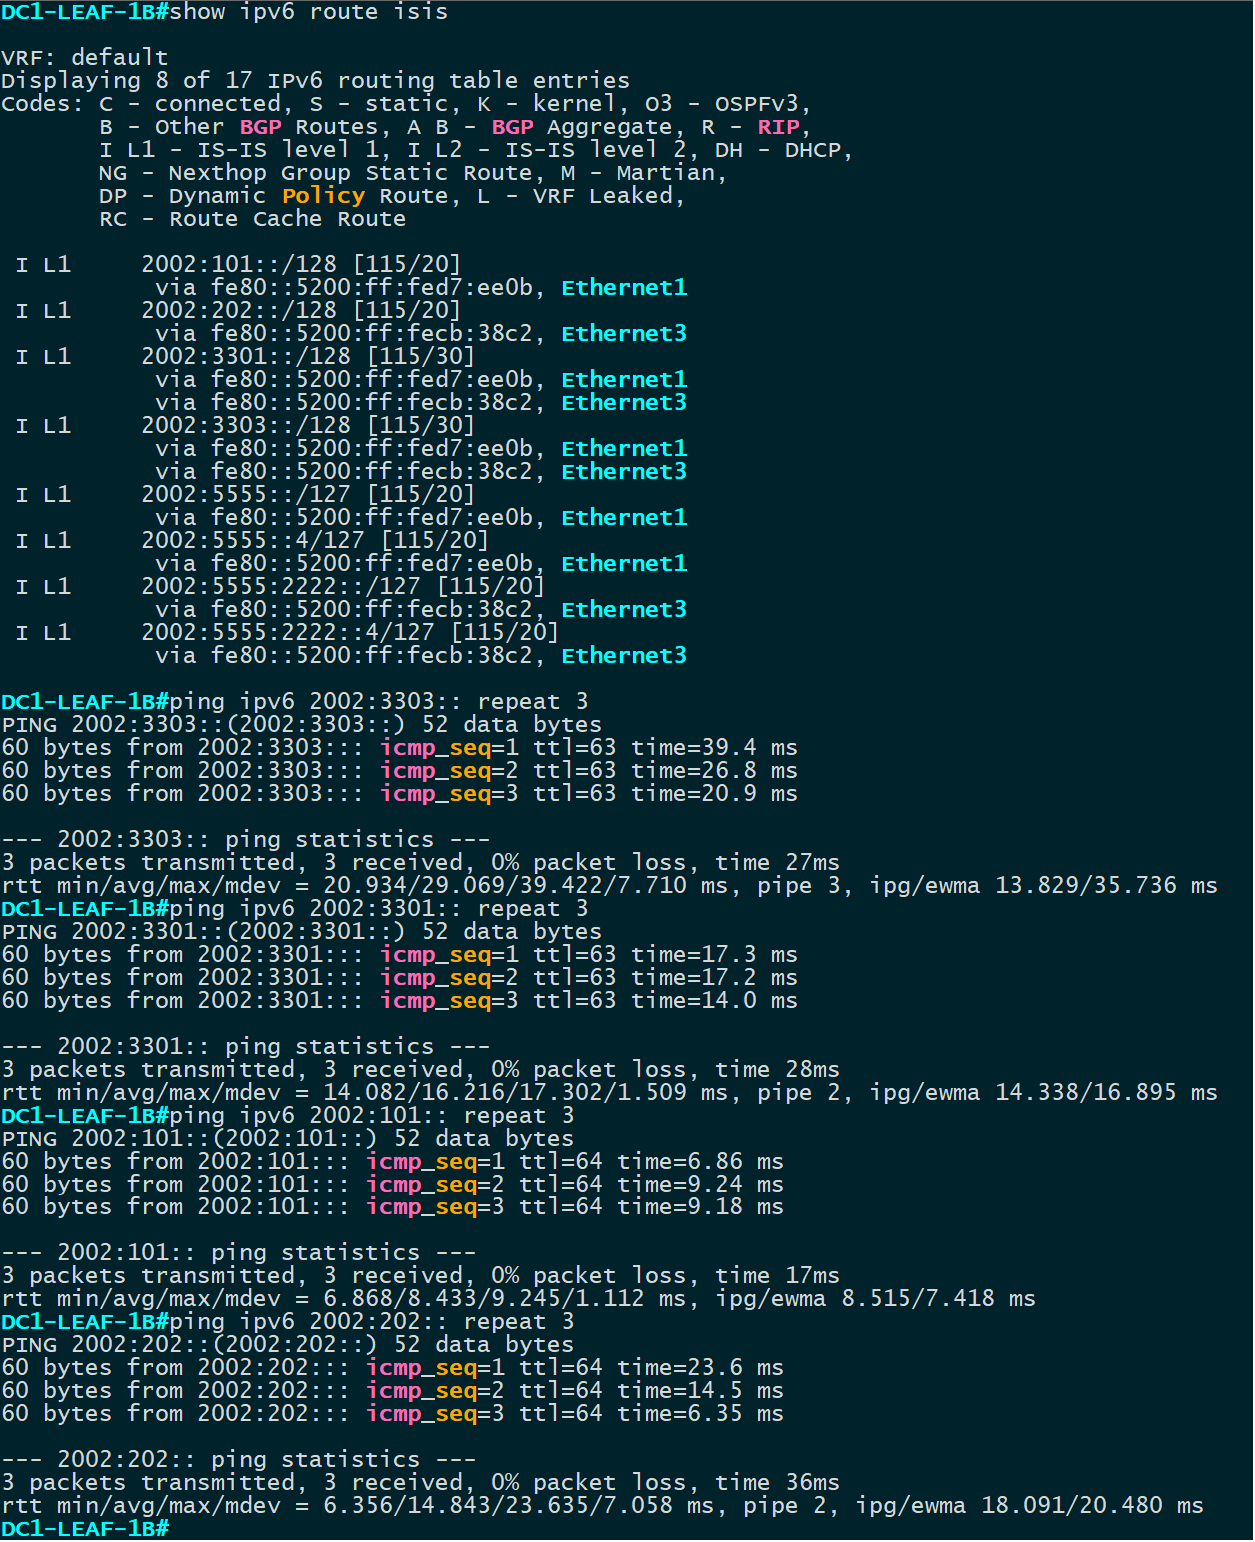 DC1-LEAF-1B#show ipv6 route isis

VRF: default
Displaying 8 of 17 IPv6 routing table entries
Codes: C - connected, S - static, K - kernel, O3 - OSPFv3,
       B - Other BGP Routes, A B - BGP Aggregate, R - RIP,
       I L1 - IS-IS level 1, I L2 - IS-IS level 2, DH - DHCP,
       NG - Nexthop Group Static Route, M - Martian,
       DP - Dynamic Policy Route, L - VRF Leaked,
       RC - Route Cache Route

 I L1     2002:101::/128 [115/20]
           via fe80::5200:ff:fed7:ee0b, Ethernet1
 I L1     2002:202::/128 [115/20]
           via fe80::5200:ff:fecb:38c2, Ethernet3
 I L1     2002:3301::/128 [115/30]
           via fe80::5200:ff:fed7:ee0b, Ethernet1
           via fe80::5200:ff:fecb:38c2, Ethernet3
 I L1     2002:3303::/128 [115/30]
           via fe80::5200:ff:fed7:ee0b, Ethernet1
           via fe80::5200:ff:fecb:38c2, Ethernet3
 I L1     2002:5555::/127 [115/20]
           via fe80::5200:ff:fed7:ee0b, Ethernet1
 I L1     2002:5555::4/127 [115/20]
           via fe80::5200:ff:fed7:ee0b, Ethernet1
 I L1     2002:5555:2222::/127 [115/20]
           via fe80::5200:ff:fecb:38c2, Ethernet3
 I L1     2002:5555:2222::4/127 [115/20]
           via fe80::5200:ff:fecb:38c2, Ethernet3

DC1-LEAF-1B#ping ipv6 2002:3303:: repeat 3
PING 2002:3303::(2002:3303::) 52 data bytes
60 bytes from 2002:3303::: icmp_seq=1 ttl=63 time=39.4 ms
60 bytes from 2002:3303::: icmp_seq=2 ttl=63 time=26.8 ms
60 bytes from 2002:3303::: icmp_seq=3 ttl=63 time=20.9 ms

--- 2002:3303:: ping statistics ---
3 packets transmitted, 3 received, 0% packet loss, time 27ms
rtt min/avg/max/mdev = 20.934/29.069/39.422/7.710 ms, pipe 3, ipg/ewma 13.829/35.736 ms
DC1-LEAF-1B#ping ipv6 2002:3301:: repeat 3
PING 2002:3301::(2002:3301::) 52 data bytes
60 bytes from 2002:3301::: icmp_seq=1 ttl=63 time=17.3 ms
60 bytes from 2002:3301::: icmp_seq=2 ttl=63 time=17.2 ms
60 bytes from 2002:3301::: icmp_seq=3 ttl=63 time=14.0 ms

--- 2002:3301:: ping statistics ---
3 packets transmitted, 3 received, 0% packet loss, time 28ms
rtt min/avg/max/mdev = 14.082/16.216/17.302/1.509 ms, pipe 2, ipg/ewma 14.338/16.895 ms
DC1-LEAF-1B#ping ipv6 2002:101:: repeat 3
PING 2002:101::(2002:101::) 52 data bytes
60 bytes from 2002:101::: icmp_seq=1 ttl=64 time=6.86 ms
60 bytes from 2002:101::: icmp_seq=2 ttl=64 time=9.24 ms
60 bytes from 2002:101::: icmp_seq=3 ttl=64 time=9.18 ms

--- 2002:101:: ping statistics ---
3 packets transmitted, 3 received, 0% packet loss, time 17ms
rtt min/avg/max/mdev = 6.868/8.433/9.245/1.112 ms, ipg/ewma 8.515/7.418 ms
DC1-LEAF-1B#ping ipv6 2002:202:: repeat 3
PING 2002:202::(2002:202::) 52 data bytes
60 bytes from 2002:202::: icmp_seq=1 ttl=64 time=23.6 ms
60 bytes from 2002:202::: icmp_seq=2 ttl=64 time=14.5 ms
60 bytes from 2002:202::: icmp_seq=3 ttl=64 time=6.35 ms

--- 2002:202:: ping statistics ---
3 packets transmitted, 3 received, 0% packet loss, time 36ms
rtt min/avg/max/mdev = 6.356/14.843/23.635/7.058 ms, pipe 2, ipg/ewma 18.091/20.480 ms
DC1-LEAF-1B#